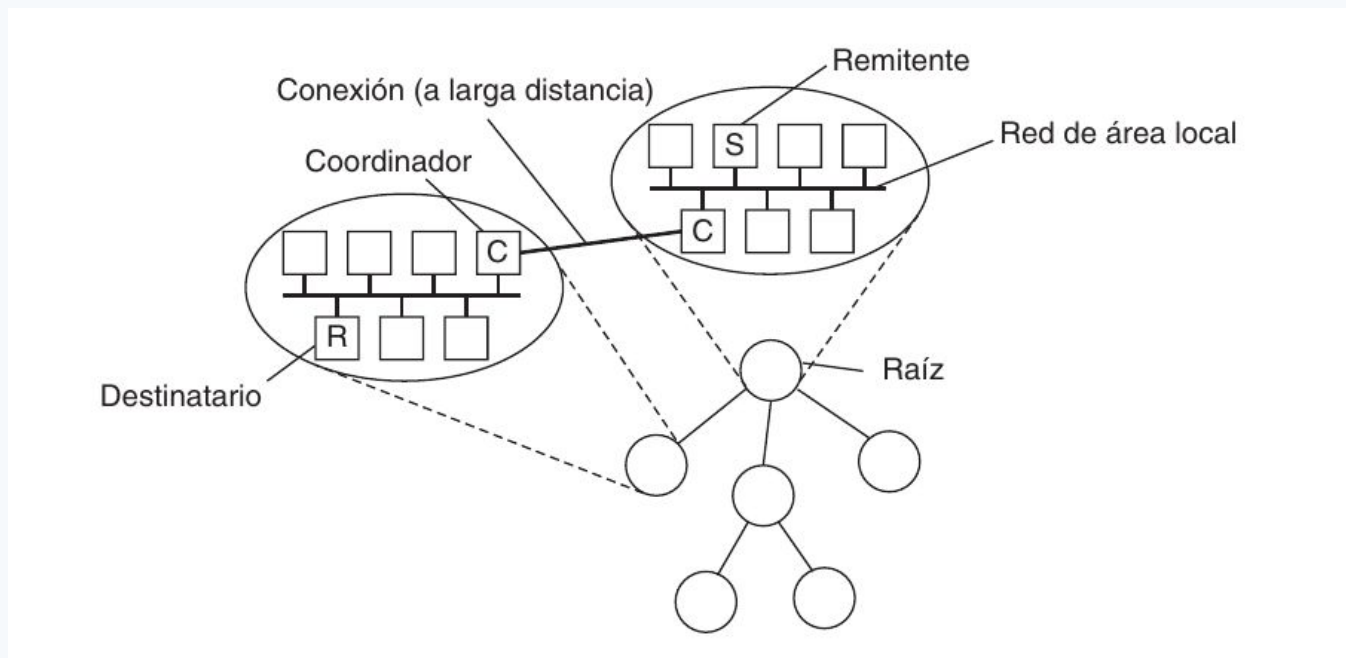 Remitente
Conexión (a larga distancia)
Red de área local
S
Coordinador
C
C
R
Raíz
Destinatario